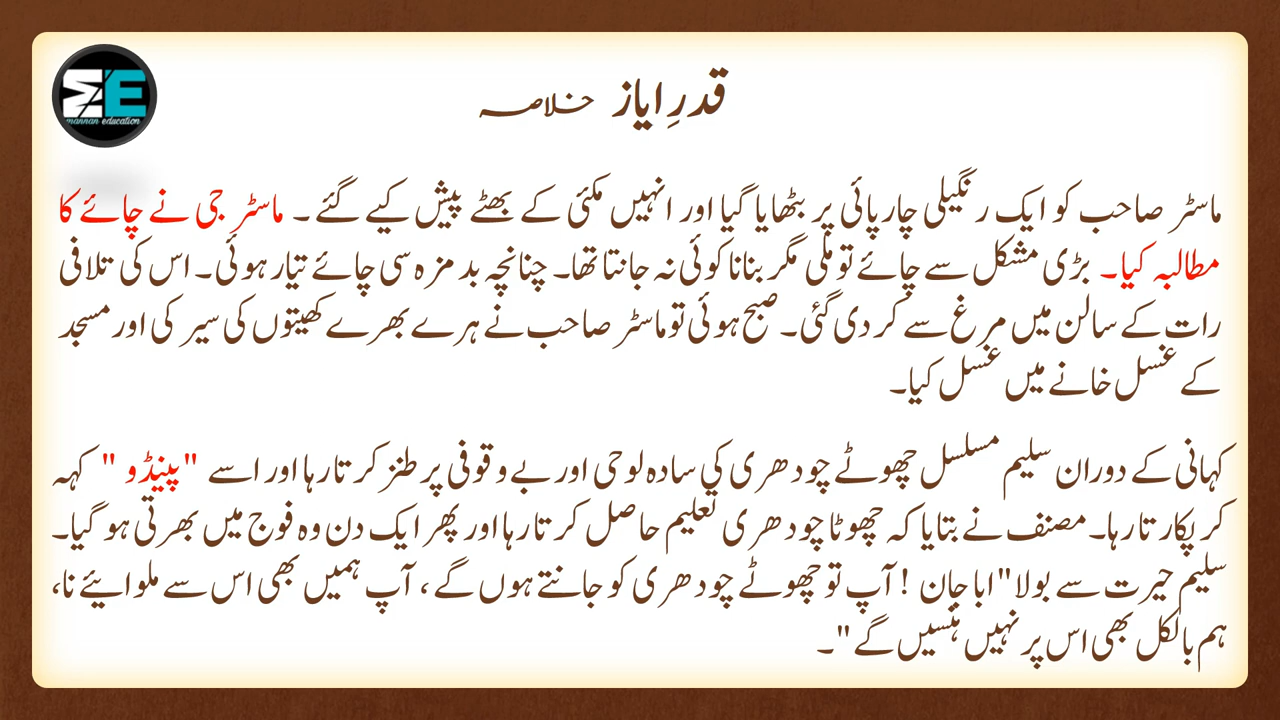 قدرِ ایاز خلاصہ
mannan education
ماسٹر صاحب کو ایک رنگیلی چارپائی پر بٹھایا گیا اور انہیں مکئی کے بھٹے پیش کیے گئے۔ ماسٹر جی نے چائے کا
مطالبہ کیا۔ بڑی مشکل سے چائے تو ملی مگر بنانا کوئی نہ جانتا تھا۔ چنانچہ بدمزہ سی چائے تیار ہوئی۔ اس کی تلافی
رات کے سالن میں مرغ سے کر دی گئی۔ صبح ہوئی تو ماسٹر صاحب نے ہرے بھرے کھیتوں کی سیر کی اور مسجد
کے غسل خانے میں غسل کیا۔
کہانی کے دوران سلیم مسلسل چھوٹے چودھری کی سادہ لوحی اور بے وقوفی پر طنز کرتا رہا اور اسے "پینڈو" کہہ
کر پکارتا رہا۔ مصنف نے بتایا کہ چھوٹا چودھری تعلیم حاصل کرتا رہا اور پھر ایک دن وہ فوج میں بھرتی ہو گیا۔
سلیم حیرت سے بولا "ابا جان ! آپ تو چھوٹے چودھری کو جانتے ہوں گے، آپ ہمیں بھی اس سے ملوایئے نا،
ہم بالکل بھی اس پر نہیں ہنسیں گے"۔